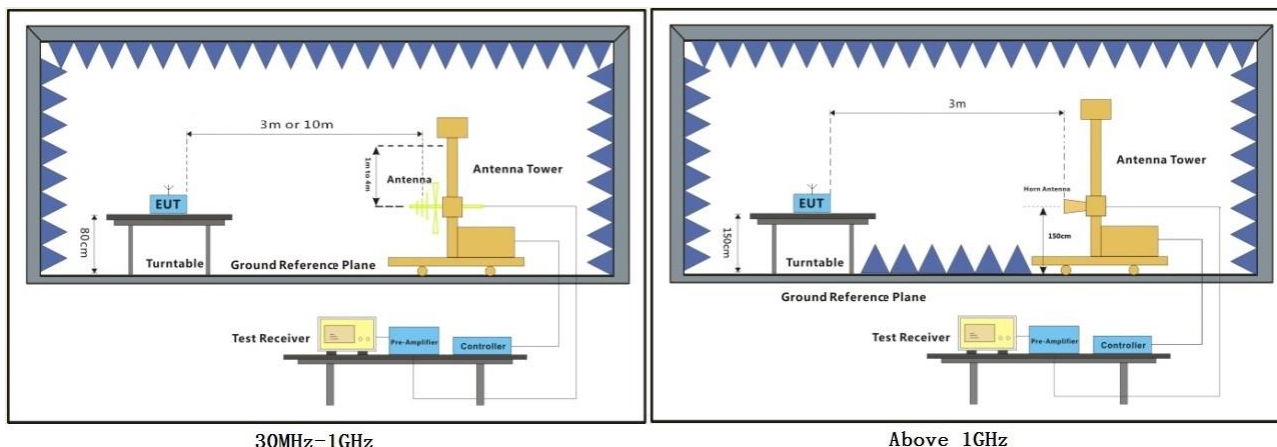 3m or 10m
1m to 4m
Antenna
Antenna Tower
EUT
80cm
Turntable
Ground Reference Plane
Test Receiver
Pre-Amplifier
Controller
30MHz-1GHz
3m
Antenna Tower
Horn Antenna
EUT
150cm
150cm
Turntable
Ground Reference Plane
Test Receiver
Pre-Amplifier
Controller
Above 1GHz